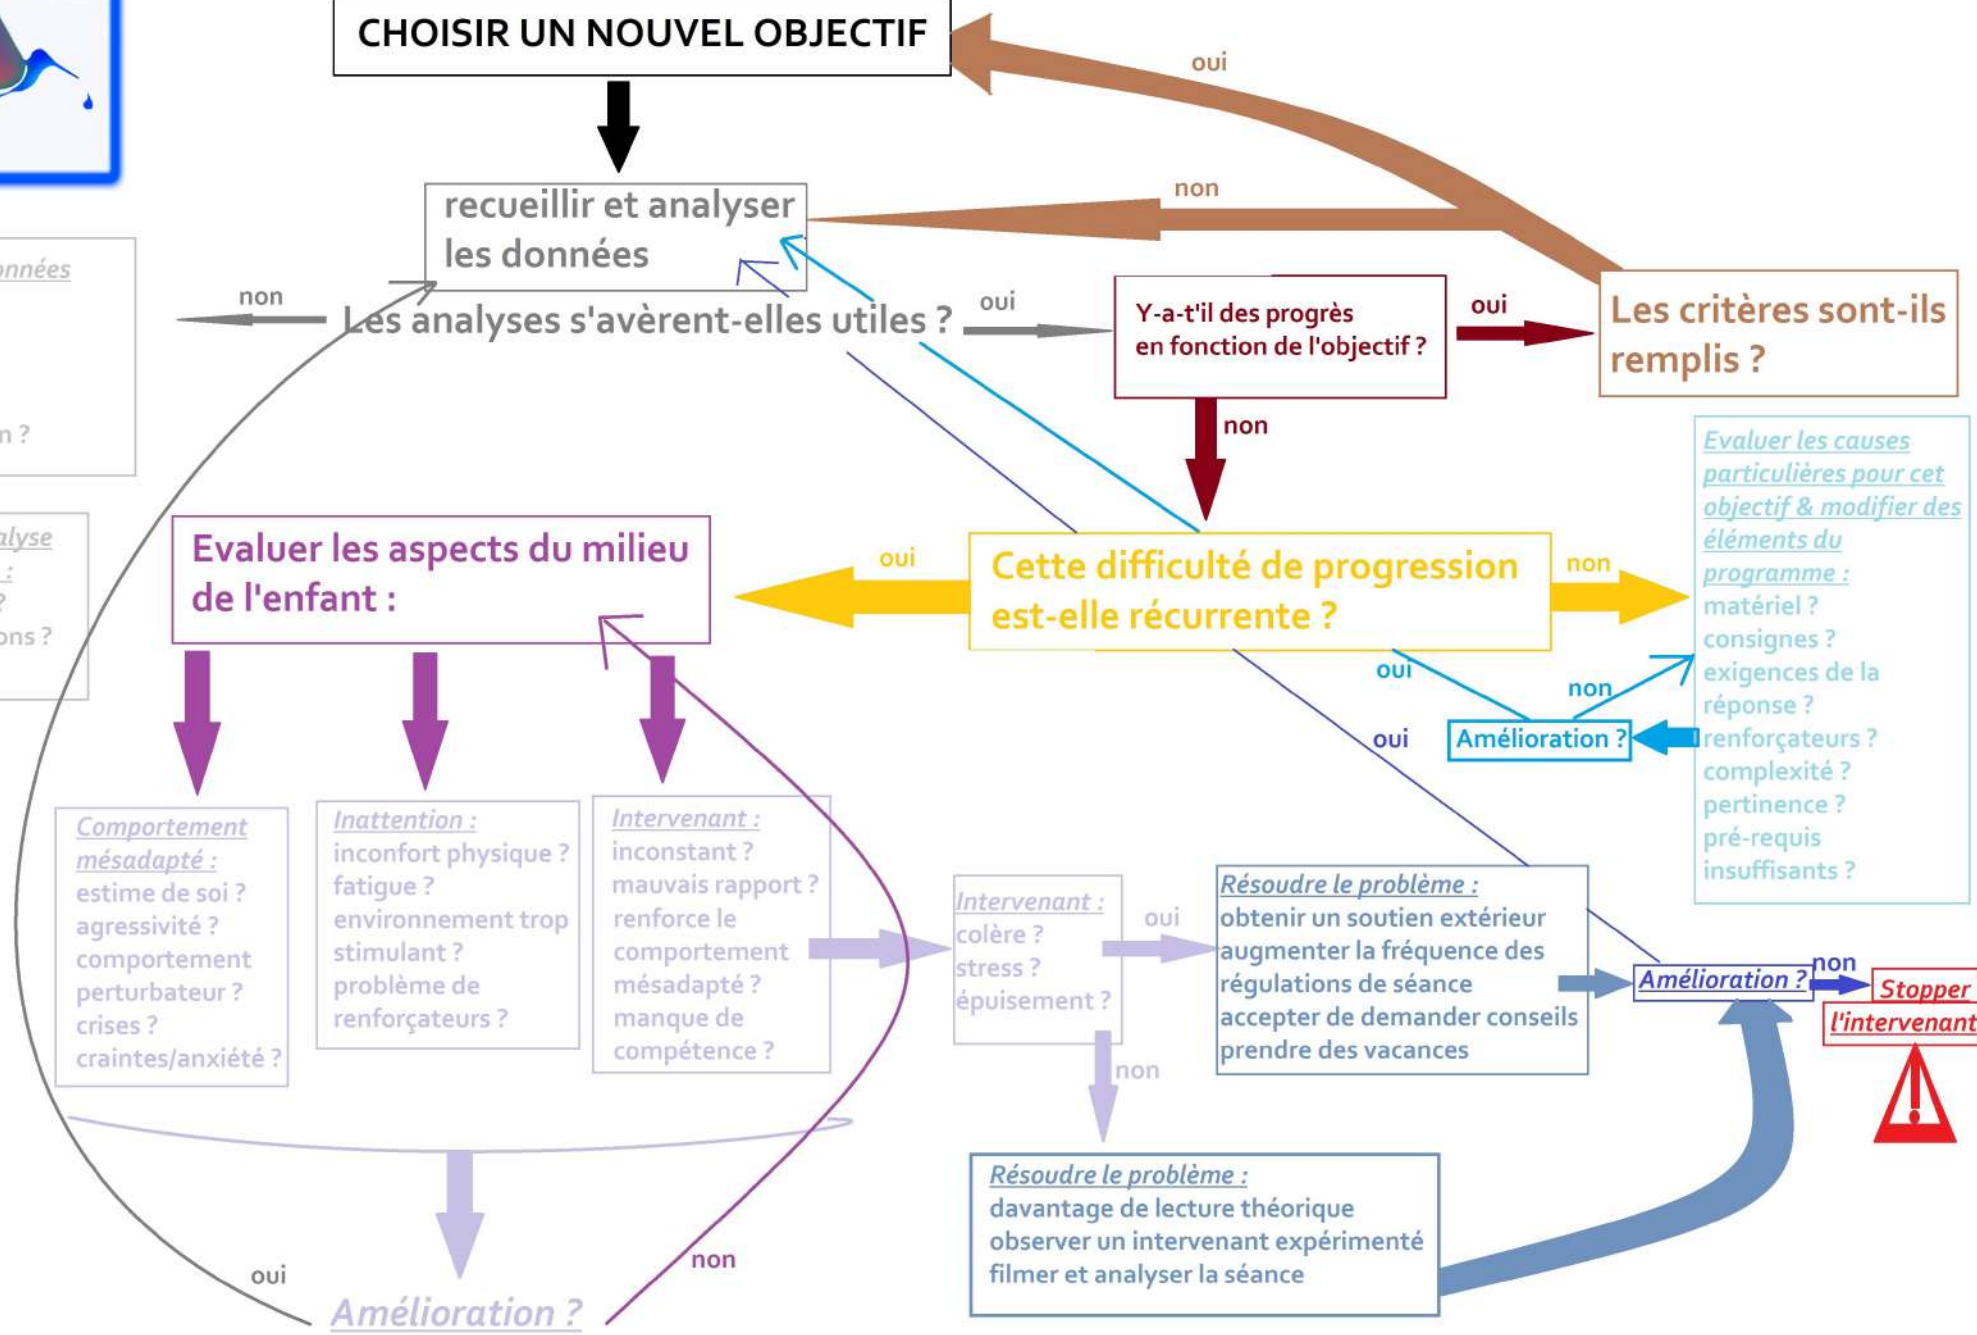 CHOISIR UN NOUVEL OBJECTIF
oui
non
recueillir et analyser
les données
non
Les analyses s'avèrent-elles utiles ?
oui
Y-a-t'il des progrès
en fonction de l'objectif ?
oui
Les critères sont-ils
remplis ?
non
Evaluer les aspects du milieu
de l'enfant :
oui
Cette difficulté de progression
est-elle récurrente ?
non
Evaluer les causes
particulières pour cet
objectif & modifier des
éléments du
programme :
matériel ?
consignes ?
exigences de la
réponse ?
renforçateurs ?
complexité ?
pertinence ?
pré-requis
insuffisants ?
oui
non
Amélioration ?
oui
Comportement
mésadapté :
estime de soi ?
agressivité ?
comportement
perturbateur ?
crises ?
craintes/anxiété ?
Inattention :
inconfort physique ?
fatigue ?
environnement trop
stimulant ?
problème de
renforçateurs ?
Intervenant :
inconstant ?
mauvais rapport ?
renforce le
comportement
mésadapté ?
manque de
compétence ?
Intervenant :
colère ?
stress ?
épuisement ?
oui
non
Résoudre le problème :
obtenir un soutien extérieur
augmenter la fréquence des
régulations de séance
accepter de demander conseils
prendre des vacances
Amélioration ?
non
Stopper
l'intervenant
Résoudre le problème :
davantage de lecture théorique
observer un intervenant expérimenté
filmer et analyser la séance
oui
Amélioration ?
non